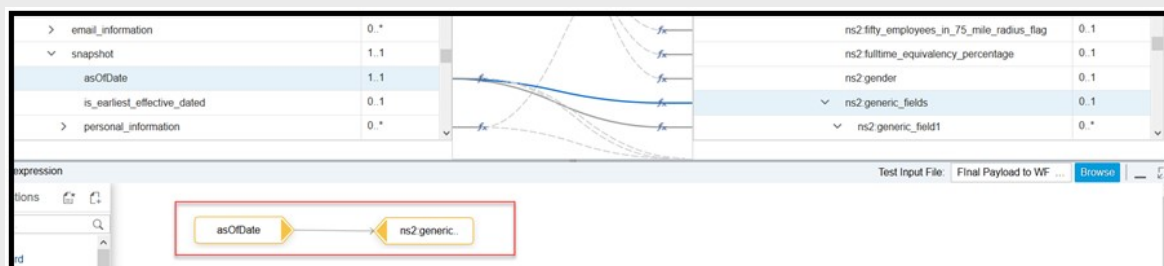 email_information 0..* ns2:fifty_employees_in_75_mile_radius_flag 0..1
snapshot 1..1 ns2:fulltime_equivalency_percentage 0..1
asOfDate 1..1 ns2:gender 0..1
is_earliest_effective_dated 0..1 ns2:generic_fields 0..1
personal_information 0..* ns2:generic_field1 0..*
expression Test Input File: FInal Payload to WF ... Browse
tions
asOfDate ns2:generic..
rd